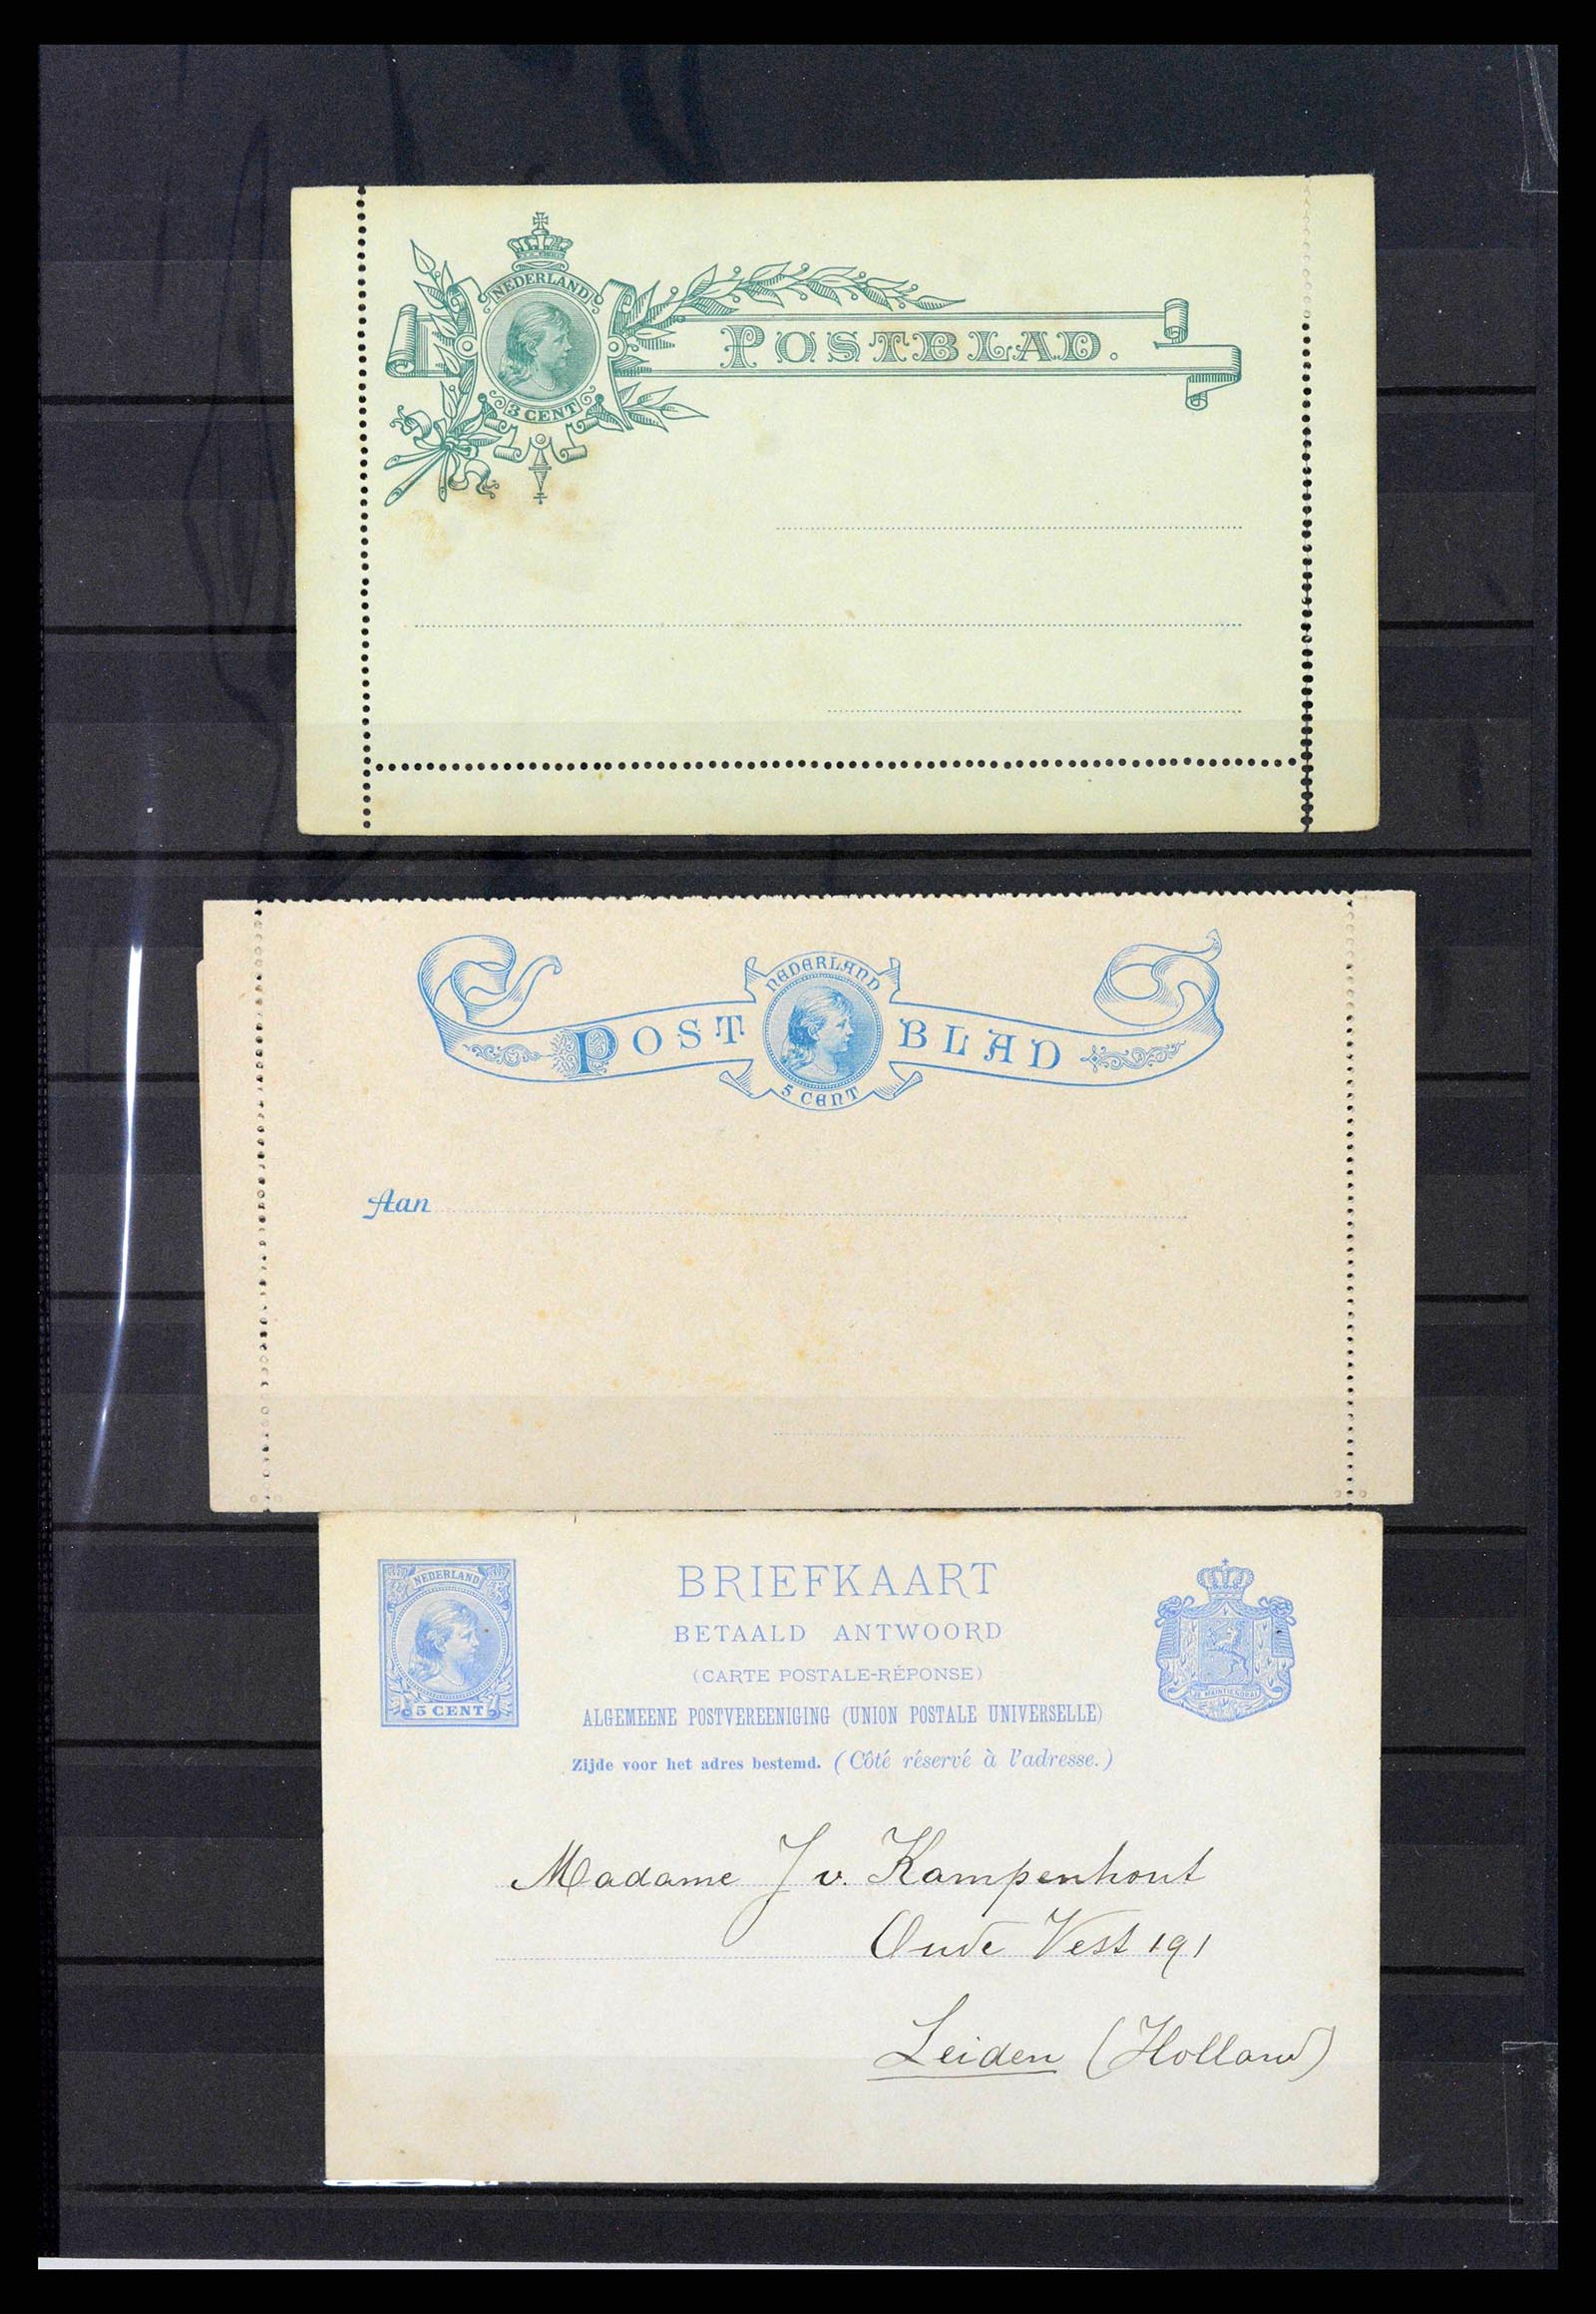 NEDERLAND
POSTBLAD.
3 CENT
NEDERLAND
POST BLAD
5 CENT
Aan
NEDERLAND
5 CENT
BRIEFKAART
BETAALD ANTWOORD
(CARTE POSTALE-RÉPONSE)
ALGEMEENE POSTVEREENIGING (UNION POSTALE UNIVERSELLE)
Zijde voor het adres bestemd. (Côté réservé à l'adresse.)
JE MAINTIENDRAI
Madame J v. Kampenhout
Oude Vest 191
Leiden (Holland)